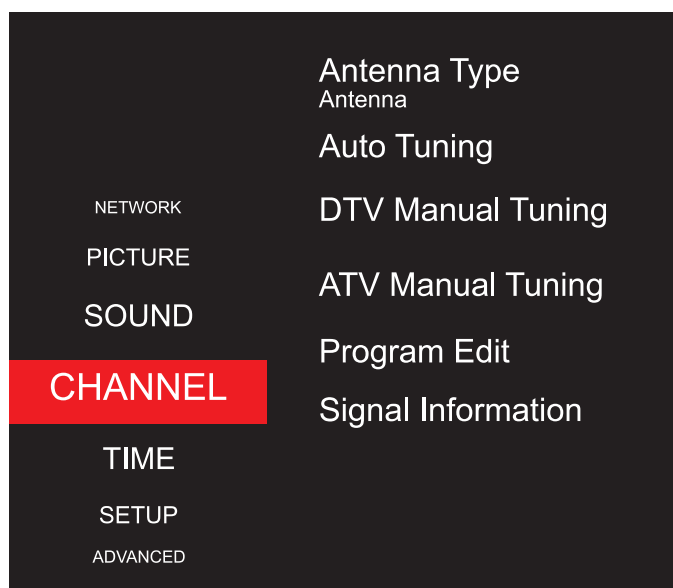 NETWORK
PICTURE
SOUND
CHANNEL
TIME
SETUP
ADVANCED
Antenna Type
Antenna
Auto Tuning
DTV Manual Tuning
ATV Manual Tuning
Program Edit
Signal Information